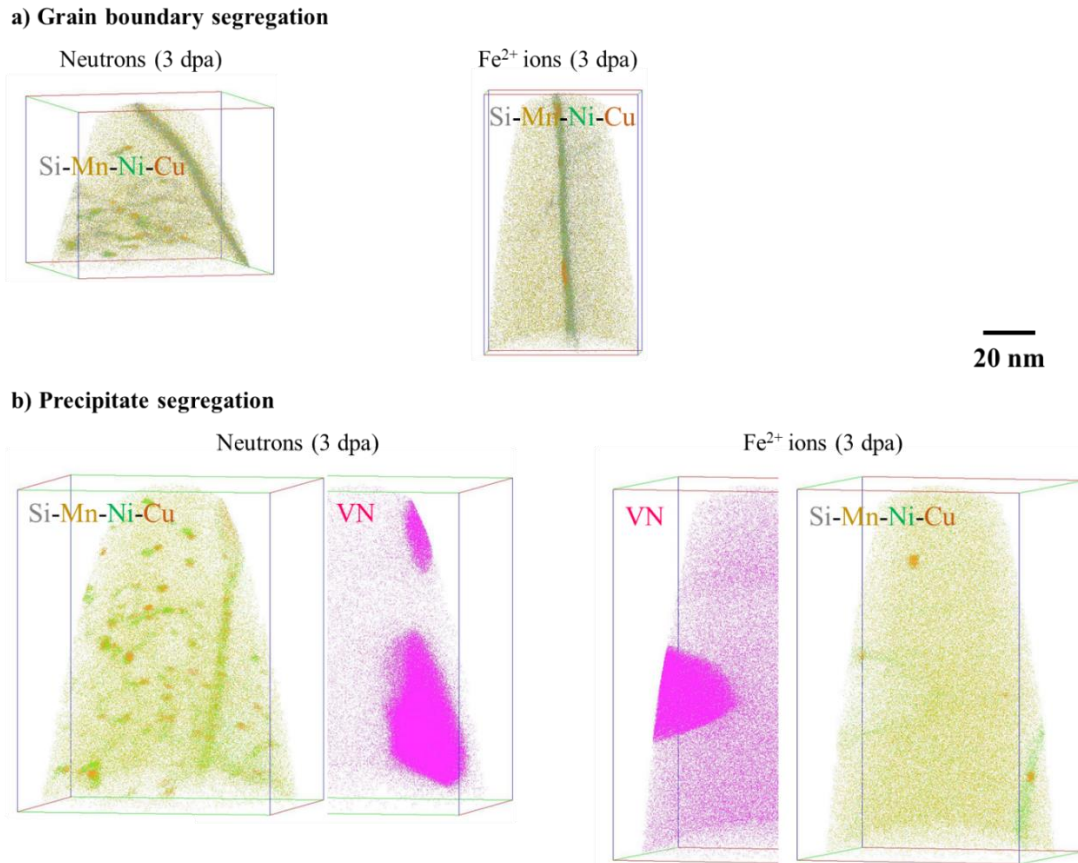 a) Grain boundary segregation
Neutrons (3 dpa)
Fe²⁺ ions (3 dpa)
Si-Mn-Ni-Cu
Si-Mn-Ni-Cu
20 nm
b) Precipitate segregation
Neutrons (3 dpa)
Fe²⁺ ions (3 dpa)
Si-Mn-Ni-Cu
VN
VN
Si-Mn-Ni-Cu